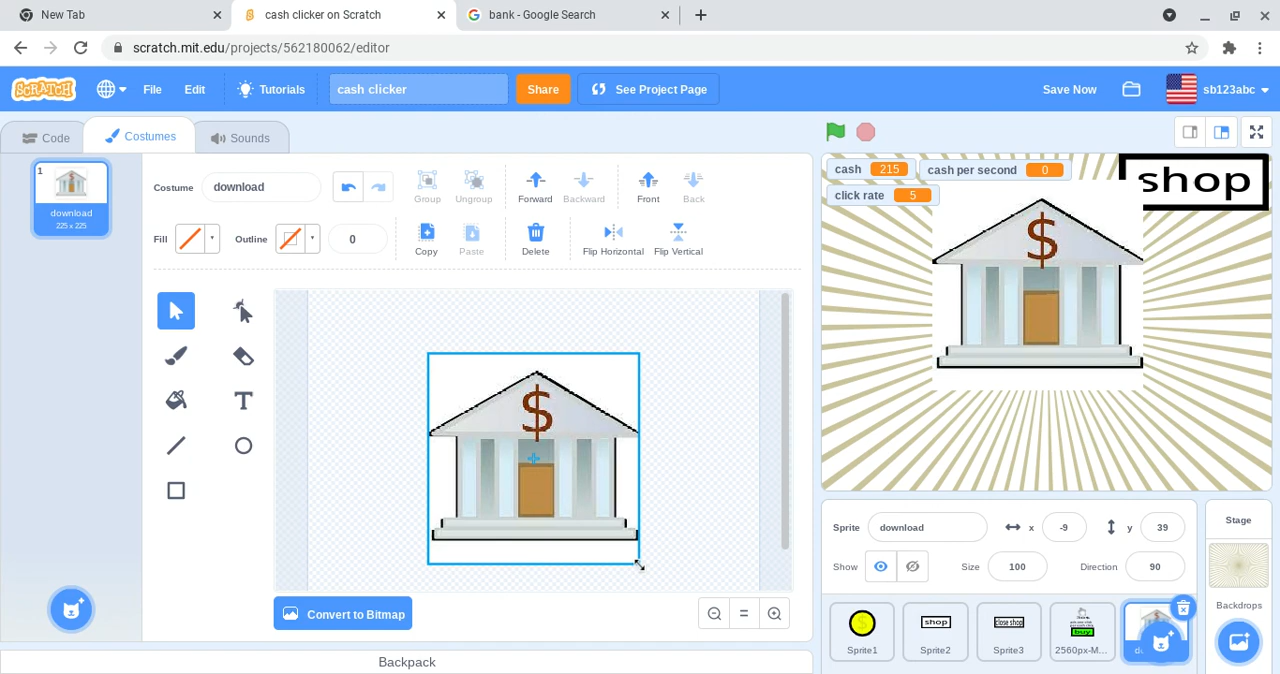 New Tab
cash clicker on Scratch
bank - Google Search
scratch.mit.edu/projects/562180062/editor
SCRATCH
File
Edit
Tutorials
cash clicker
Share
See Project Page
Save Now
sb123abc
Code
Costumes
Sounds
1
download
225 x 225
Costume
download
Group
Ungroup
Forward
Backward
Front
Back
Fill
Outline
0
Copy
Paste
Delete
Flip Horizontal
Flip Vertical
$
Convert to Bitmap
Backpack
cash 215
cash per second 0
click rate 5
shop
$
Sprite
download
x
-9
y
39
Show
Size
100
Direction
90
Stage
Backdrops
$
Sprite1
shop
Sprite2
close shop
Sprite3
buy
2560px-M...